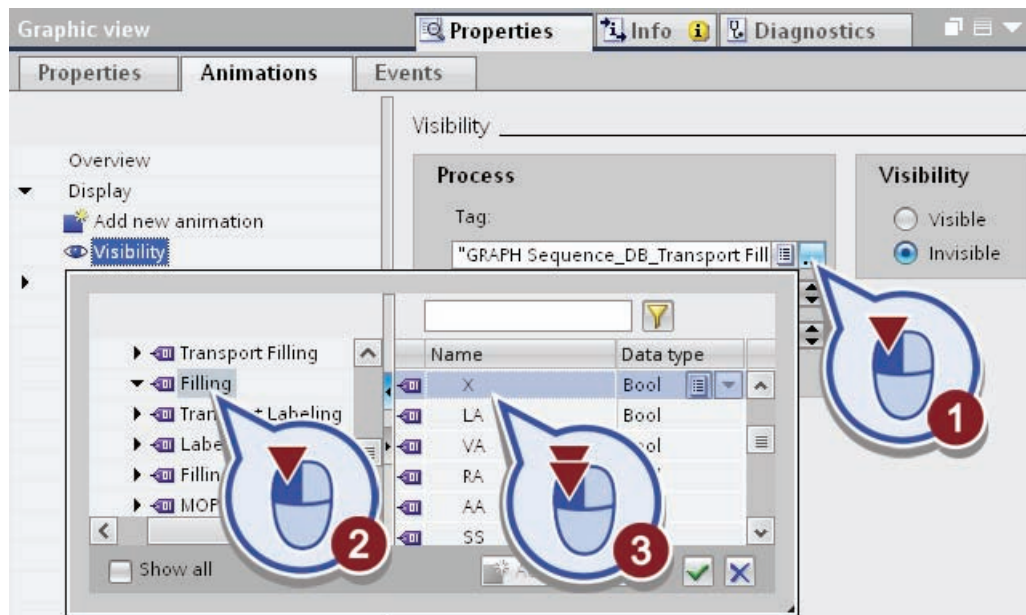 Graphic view
Properties
Info
Diagnostics
Properties
Animations
Events
Visibility
Overview
Display
Add new animation
Visibility
Process
Tag:
"GRAPH Sequence_DB_Transport Fill
Visibility
Visible
Invisible
1
Name
Data type
Transport Filling
Filling
Labeling
X
Bool
LA
Bool
VA
RA
AA
SS
2
3
Show all